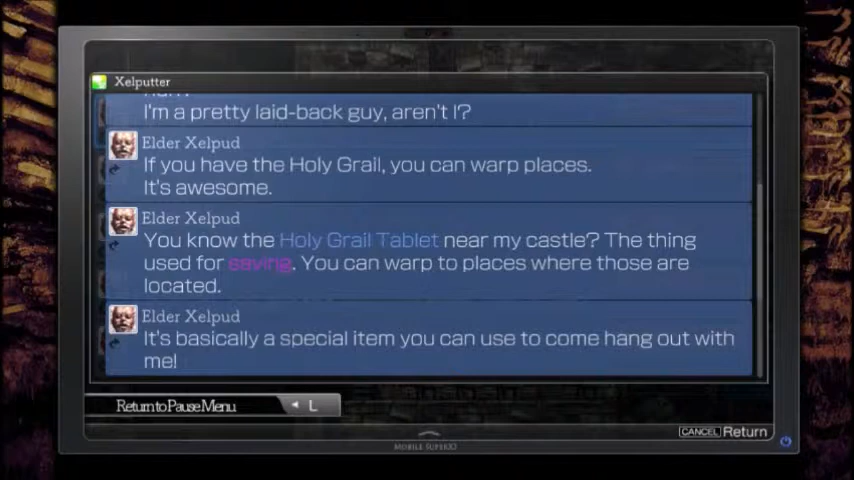 Xelputter
I'm a pretty laid-back guy, aren't I?
Elder Xelpud
If you have the Holy Grail, you can warp places.
It's awesome.
Elder Xelpud
You know the Holy Grail Tablet near my castle? The thing
used for saving. You can warp to places where those are
located.
Elder Xelpud
It's basically a special item you can use to come hang out with
me!
Return to Pause Menu L
CANCEL Return
MOBILE SUPERX